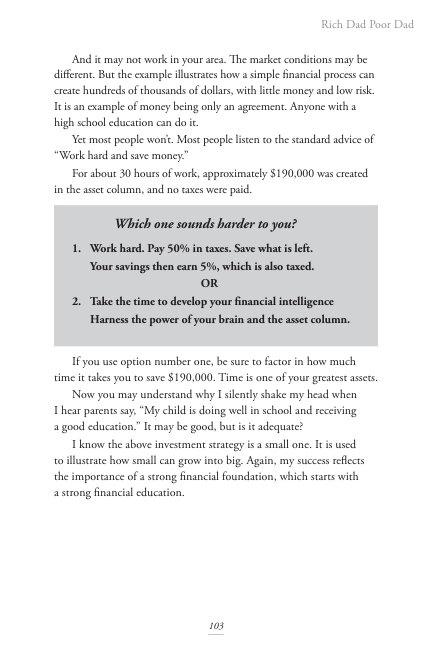 Rich Dad Poor Dad
And it may not work in your area. The market conditions may be
different. But the example illustrates how a simple financial process can
create hundreds of thousands of dollars, with little money and low risk.
It is an example of money being only an agreement. Anyone with a
high school education can do it.
Yet most people won’t. Most people listen to the standard advice of
“Work hard and save money.”
For about 30 hours of work, approximately $190,000 was created
in the asset column, and no taxes were paid.
Which one sounds harder to you?
1. Work hard. Pay 50% in taxes. Save what is left.
Your savings then earn 5%, which is also taxed.
OR
2. Take the time to develop your financial intelligence
Harness the power of your brain and the asset column.
If you use option number one, be sure to factor in how much
time it takes you to save $190,000. Time is one of your greatest assets.
Now you may understand why I silently shake my head when
I hear parents say, “My child is doing well in school and receiving
a good education.” It may be good, but is it adequate?
I know the above investment strategy is a small one. It is used
to illustrate how small can grow into big. Again, my success reflects
the importance of a strong financial foundation, which starts with
a strong financial education.
103